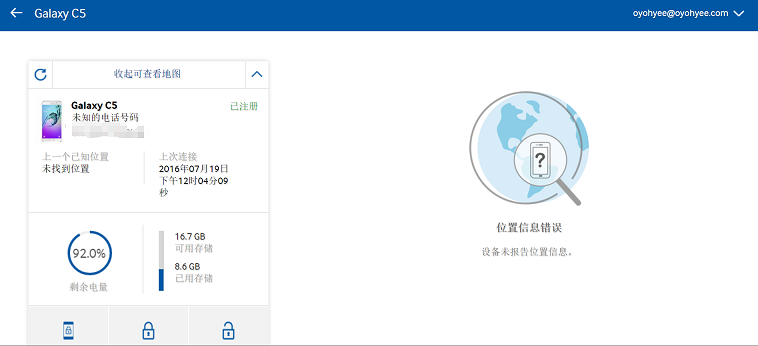 Galaxy C5
oyohyee@oyohyee.com
收起可查看地图
Galaxy C5
已注册
未知的电话号码
上一个已知位置
未找到位置
上次连接
2016年07月19日
下午12时04分09
秒
92.0%
剩余电量
16.7 GB
可用存储
8.6 GB
已用存储
?
位置信息错误
设备未报告位置信息。